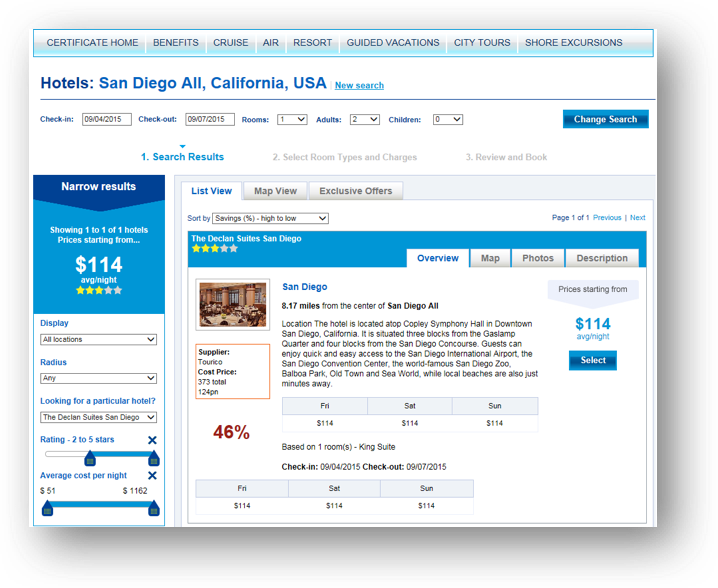 CERTIFICATE HOME BENEFITS CRUISE AIR RESORT GUIDED VACATIONS CITY TOURS SHORE EXCURSIONS
Hotels: San Diego All, California, USA | New search
Check-in: 09/04/2015 Check-out: 09/07/2015 Rooms: 1 Adults: 2 Children: 0 Change Search
1. Search Results 2. Select Room Types and Charges 3. Review and Book
Narrow results
Showing 1 to 1 of 1 hotels
Prices starting from...
$114
avg/night
Display
All locations
Radius
Any
Looking for a particular hotel?
The Declan Suites San Diego
Rating - 2 to 5 stars
Average cost per night
$ 51 $ 1162
List View Map View Exclusive Offers
Sort by Savings (%) - high to low Page 1 of 1 Previous | Next
The Declan Suites San Diego
Overview Map Photos Description
San Diego
8.17 miles from the center of San Diego All
Location The hotel is located atop Copley Symphony Hall in Downtown
San Diego, California. It is situated three blocks from the Gaslamp
Quarter and four blocks from the San Diego Concourse. Guests can
enjoy quick and easy access to the San Diego International Airport, the
San Diego Convention Center, the world-famous San Diego Zoo,
Balboa Park, Old Town and Sea World, while local beaches are also just
minutes away.
Prices starting from
$114
avg/night
Select
Supplier:
Tourico
Cost Price:
373 total
124pn
46%
Fri Sat Sun
$114 $114 $114
Based on 1 room(s) - King Suite
Check-in: 09/04/2015 Check-out: 09/07/2015
Fri Sat Sun
$114 $114 $114